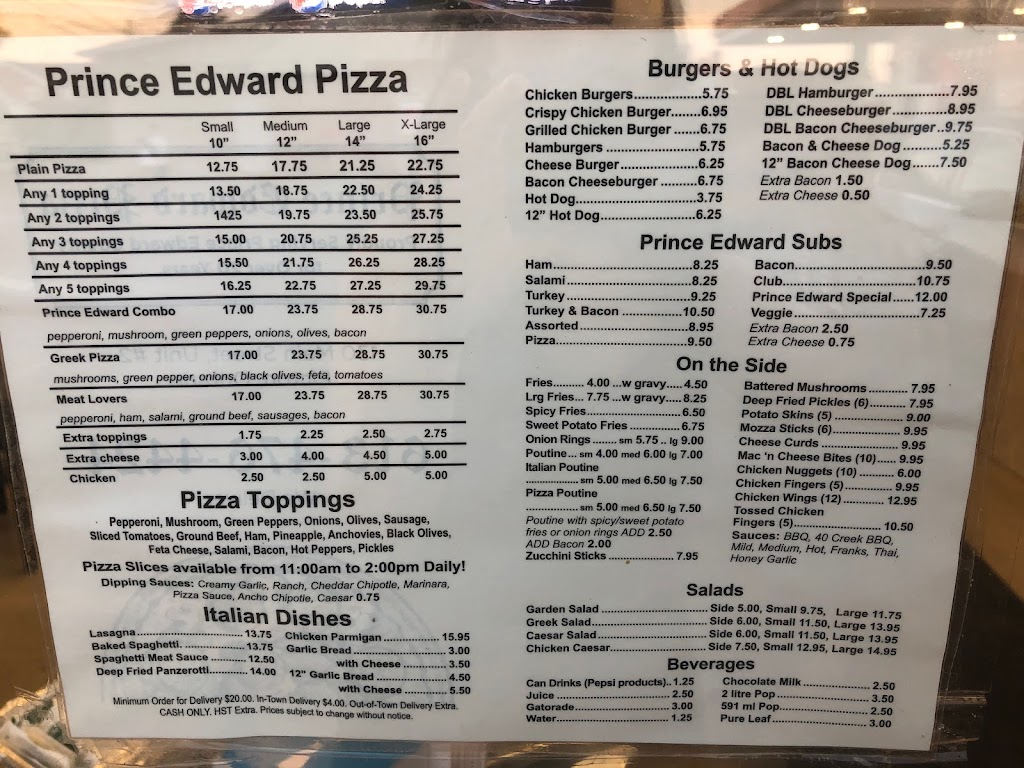 Prince Edward Pizza
Small Medium Large X-Large
10" 12" 14" 16"
Plain Pizza 12.75 17.75 21.25 22.75
Any 1 topping 13.50 18.75 22.50 24.25
Any 2 toppings 1425 19.75 23.50 25.75
Any 3 toppings 15.00 20.75 25.25 27.25
Any 4 toppings 15.50 21.75 26.25 28.25
Any 5 toppings 16.25 22.75 27.25 29.75
Prince Edward Combo 17.00 23.75 28.75 30.75
pepperoni, mushroom, green peppers, onions, olives, bacon
Greek Pizza 17.00 23.75 28.75 30.75
mushrooms, green pepper, onions, black olives, feta, tomatoes
Meat Lovers 17.00 23.75 28.75 30.75
pepperoni, ham, salami, ground beef, sausages, bacon
Extra toppings 1.75 2.25 2.50 2.75
Extra cheese 3.00 4.00 4.50 5.00
Chicken 2.50 2.50 5.00 5.00
Pizza Toppings
Pepperoni, Mushroom, Green Peppers, Onions, Olives, Sausage,
Sliced Tomatoes, Ground Beef, Ham, Pineapple, Anchovies, Black Olives,
Feta Cheese, Salami, Bacon, Hot Peppers, Pickles
Pizza Slices available from 11:00am to 2:00pm Daily!
Dipping Sauces: Creamy Garlic, Ranch, Cheddar Chipotle, Marinara,
Pizza Sauce, Ancho Chipotle, Caesar 0.75
Italian Dishes
Lasagna.......................... 13.75
Baked Spaghetti. ............... 13.75
Spaghetti Meat Sauce ......... 12.50
Deep Fried Panzerotti.......... 14.00
Chicken Parmigan .................. 15.95
Garlic Bread .......................... 3.00
with Cheese .............. 3.50
12" Garlic Bread ..................... 4.50
with Cheese .............. 5.50
Minimum Order for Delivery $20.00. In-Town Delivery $4.00. Out-of-Town Delivery Extra.
CASH ONLY. HST Extra. Prices subject to change without notice.
Burgers & Hot Dogs
Chicken Burgers..................5.75
Crispy Chicken Burger........6.95
Grilled Chicken Burger .......6.75
Hamburgers .......................5.75
Cheese Burger....................6.25
Bacon Cheeseburger ..........6.75
Hot Dog..............................3.75
12" Hot Dog........................6.25
DBL Hamburger...................7.95
DBL Cheeseburger..............8.95
DBL Bacon Cheeseburger..9.75
Bacon & Cheese Dog ..........5.25
12" Bacon Cheese Dog.......7.50
Extra Bacon 1.50
Extra Cheese 0.50
Prince Edward Subs
Ham...................................8.25
Salami................................8.25
Turkey................................9.25
Turkey & Bacon ................10.50
Assorted.............................8.95
Pizza...................................9.50
Bacon..................................9.50
Club...................................10.75
Prince Edward Special......12.00
Veggie.................................7.25
Extra Bacon 2.50
Extra Cheese 0.75
On the Side
Fries.......... 4.00 ...w gravy..... 4.50
Lrg Fries... 7.75 ...w gravy..... 8.25
Spicy Fries............................6.50
Sweet Potato Fries ................6.75
Onion Rings ....... sm 5.75 .. lg 9.00
Poutine... sm 4.00 med 6.00 lg 7.00
Italian Poutine
.................... sm 5.00 med 6.50 lg 7.50
Pizza Poutine
.................... sm 5.00 med 6.50 lg 7.50
Poutine with spicy/sweet potato
fries or onion rings ADD 2.50
ADD Bacon 2.00
Zucchini Sticks .................... 7.95
Battered Mushrooms .......... 7.95
Deep Fried Pickles (6).......... 7.95
Potato Skins (5) ................... 9.00
Mozza Sticks (6)................... 9.95
Cheese Curds ..................... 9.95
Mac 'n Cheese Bites (10)...... 9.95
Chicken Nuggets (10) .......... 6.00
Chicken Fingers (5).............. 9.95
Chicken Wings (12)............. 12.95
Tossed Chicken
Fingers (5)......................... 10.50
Sauces: BBQ, 40 Creek BBQ,
Mild, Medium, Hot, Franks, Thai,
Honey Garlic
Salads
Garden Salad ........................... Side 5.00, Small 9.75, Large 11.75
Greek Salad.............................. Side 6.00, Small 11.50, Large 13.95
Caesar Salad............................ Side 6.00, Small 11.50, Large 13.95
Chicken Caesar........................ Side 7.50, Small 12.95, Large 14.95
Beverages
Can Drinks (Pepsi products).. 1.25
Juice .................................. 2.50
Gatorade............................. 3.00
Water.................................. 1.25
Chocolate Milk .................... 2.50
2 litre Pop ........................... 3.50
591 ml Pop.......................... 2.50
Pure Leaf............................ 3.00